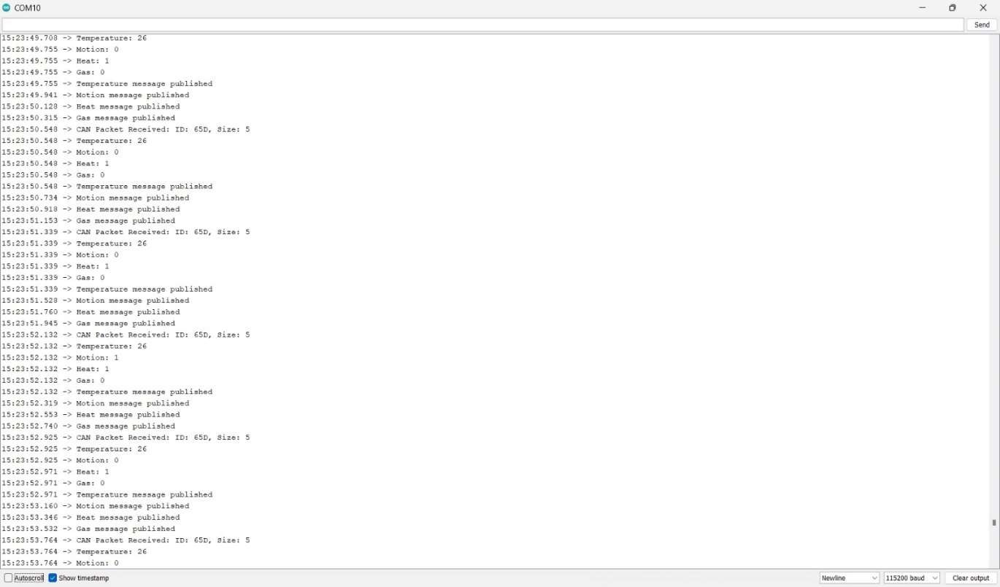 COM10
Send
15:23:49.708 -> Temperature: 26
15:23:49.755 -> Motion: 0
15:23:49.755 -> Heat: 1
15:23:49.755 -> Gas: 0
15:23:49.755 -> Temperature message published
15:23:49.941 -> Motion message published
15:23:50.128 -> Heat message published
15:23:50.315 -> Gas message published
15:23:50.548 -> CAN Packet Received: ID: 65D, Size: 5
15:23:50.548 -> Temperature: 26
15:23:50.548 -> Motion: 0
15:23:50.548 -> Heat: 1
15:23:50.548 -> Gas: 0
15:23:50.548 -> Temperature message published
15:23:50.734 -> Motion message published
15:23:50.918 -> Heat message published
15:23:51.153 -> Gas message published
15:23:51.339 -> CAN Packet Received: ID: 65D, Size: 5
15:23:51.339 -> Temperature: 26
15:23:51.339 -> Motion: 0
15:23:51.339 -> Heat: 1
15:23:51.339 -> Gas: 0
15:23:51.339 -> Temperature message published
15:23:51.528 -> Motion message published
15:23:51.760 -> Heat message published
15:23:51.945 -> Gas message published
15:23:52.132 -> CAN Packet Received: ID: 65D, Size: 5
15:23:52.132 -> Temperature: 26
15:23:52.132 -> Motion: 1
15:23:52.132 -> Heat: 1
15:23:52.132 -> Gas: 0
15:23:52.132 -> Temperature message published
15:23:52.319 -> Motion message published
15:23:52.553 -> Heat message published
15:23:52.740 -> Gas message published
15:23:52.925 -> CAN Packet Received: ID: 65D, Size: 5
15:23:52.925 -> Temperature: 26
15:23:52.925 -> Motion: 0
15:23:52.971 -> Heat: 1
15:23:52.971 -> Gas: 0
15:23:52.971 -> Temperature message published
15:23:53.160 -> Motion message published
15:23:53.346 -> Heat message published
15:23:53.532 -> Gas message published
15:23:53.764 -> CAN Packet Received: ID: 65D, Size: 5
15:23:53.764 -> Temperature: 26
15:23:53.764 -> Motion: 0
Autoscroll Show timestamp Newline 115200 baud Clear output